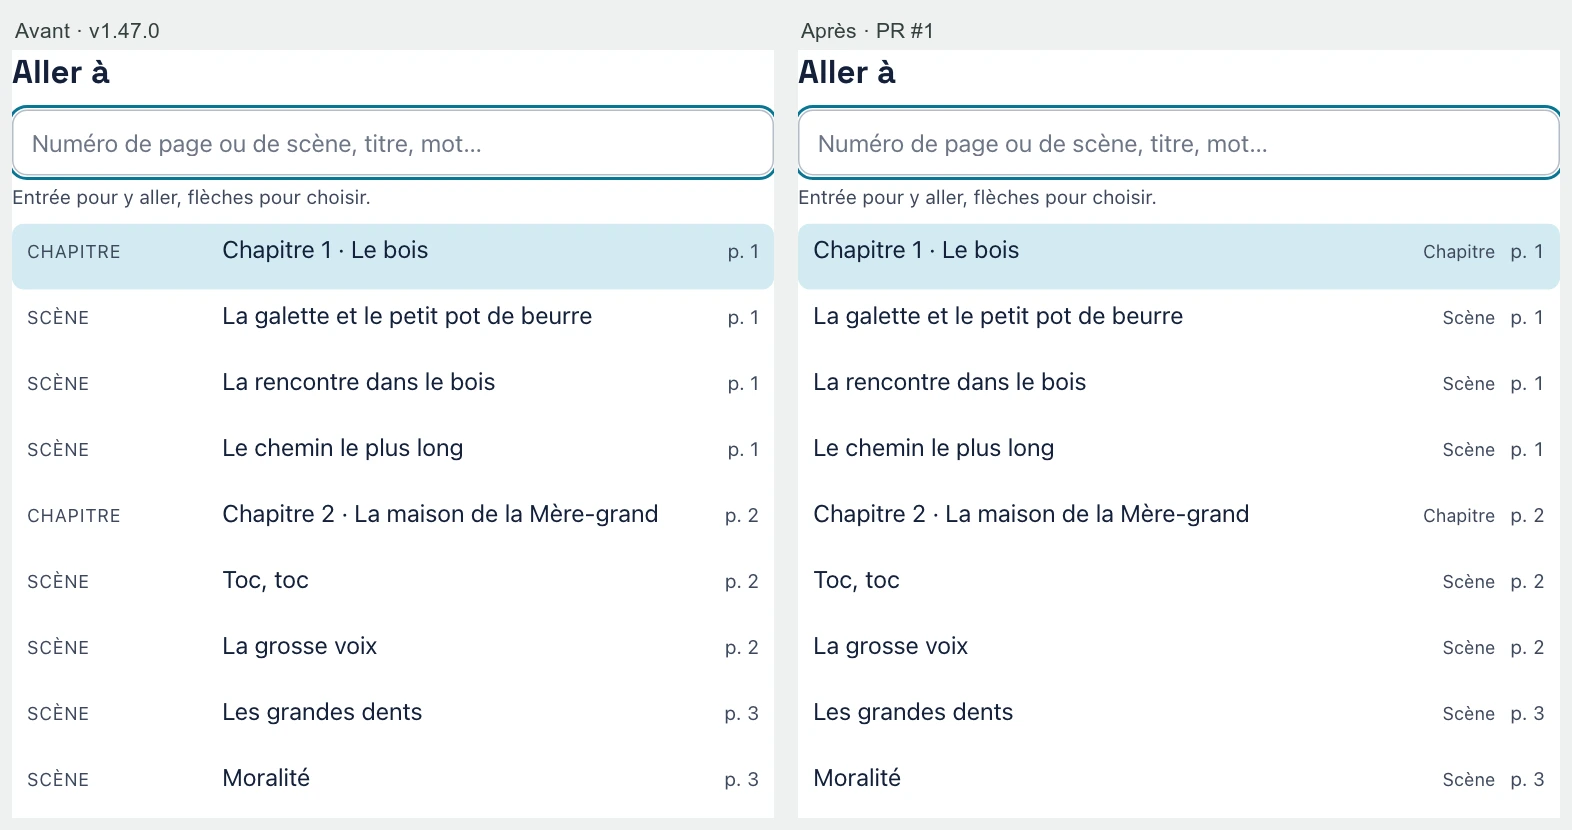 Avant · v1.47.0
Aller à
Numéro de page ou de scène, titre, mot...
Entrée pour y aller, flèches pour choisir.
CHAPITRE Chapitre 1 · Le bois p. 1
SCÈNE La galette et le petit pot de beurre p. 1
SCÈNE La rencontre dans le bois p. 1
SCÈNE Le chemin le plus long p. 1
CHAPITRE Chapitre 2 · La maison de la Mère-grand p. 2
SCÈNE Toc, toc p. 2
SCÈNE La grosse voix p. 2
SCÈNE Les grandes dents p. 3
SCÈNE Moralité p. 3
Après · PR #1
Aller à
Numéro de page ou de scène, titre, mot...
Entrée pour y aller, flèches pour choisir.
Chapitre 1 · Le bois Chapitre p. 1
La galette et le petit pot de beurre Scène p. 1
La rencontre dans le bois Scène p. 1
Le chemin le plus long Scène p. 1
Chapitre 2 · La maison de la Mère-grand Chapitre p. 2
Toc, toc Scène p. 2
La grosse voix Scène p. 2
Les grandes dents Scène p. 3
Moralité Scène p. 3